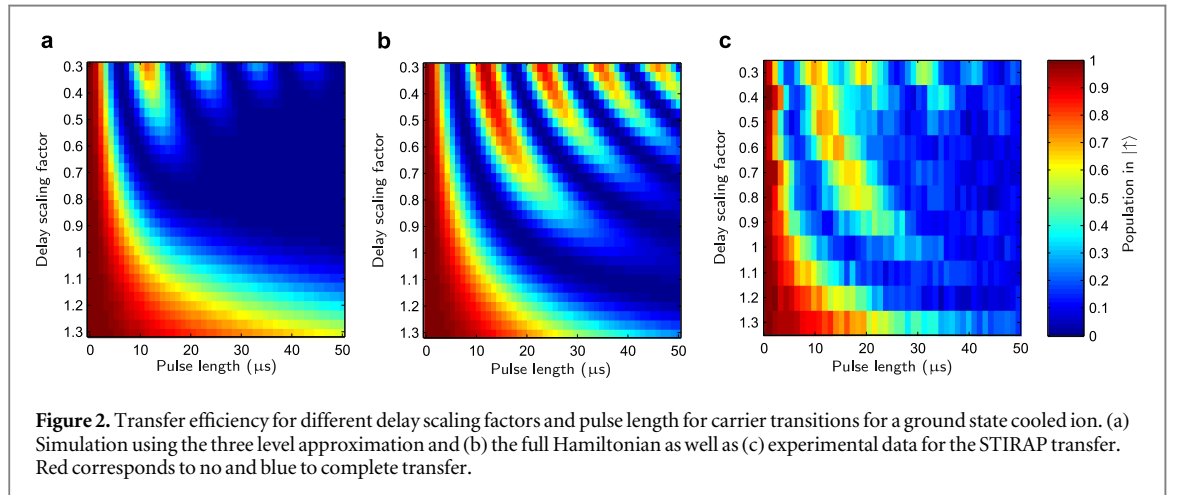 a
b
c
0.3
0.4
0.5
0.6
0.7
0.8
0.9
1
1.1
1.2
1.3
Delay scaling factor
0 10 20 30 40 50
Pulse length (μs)
0.3
0.4
0.5
0.6
0.7
0.8
0.9
1
1.1
1.2
1.3
Delay scaling factor
0 10 20 30 40 50
Pulse length (μs)
0.3
0.4
0.5
0.6
0.7
0.8
0.9
1
1.1
1.2
1.3
Delay scaling factor
0 10 20 30 40 50
Pulse length (μs)
1
0.9
0.8
0.7
0.6
0.5
0.4
0.3
0.2
0.1
0
Population in |↑⟩
Figure 2. Transfer efficiency for different delay scaling factors and pulse length for carrier transitions for a ground state cooled ion. (a)
Simulation using the three level approximation and (b) the full Hamiltonian as well as (c) experimental data for the STIRAP transfer.
Red corresponds to no and blue to complete transfer.